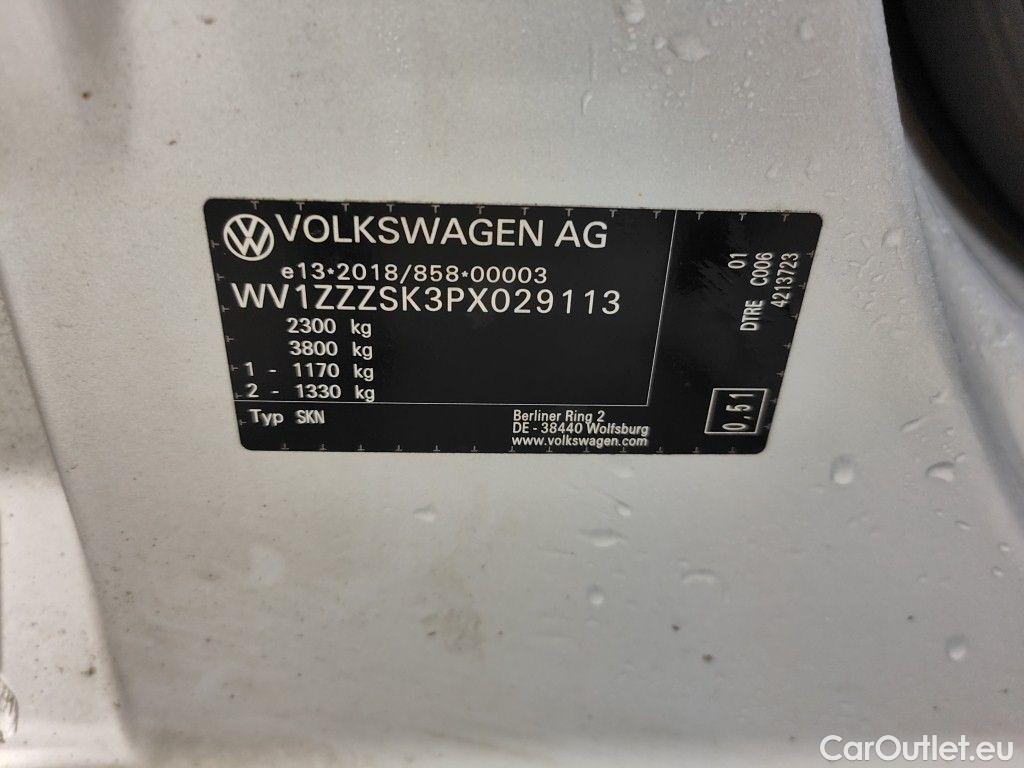 VOLKSWAGEN AG
e13*2018/858*00003
WV1ZZZSK3PX029113
2300 kg
3800 kg
1 - 1170 kg
2 - 1330 kg
Typ SKN
Berliner Ring 2
DE - 38440 Wolfsburg
www.volkswagen.com
01
DTRE C006
4213723
0,51
CarOutlet.eu